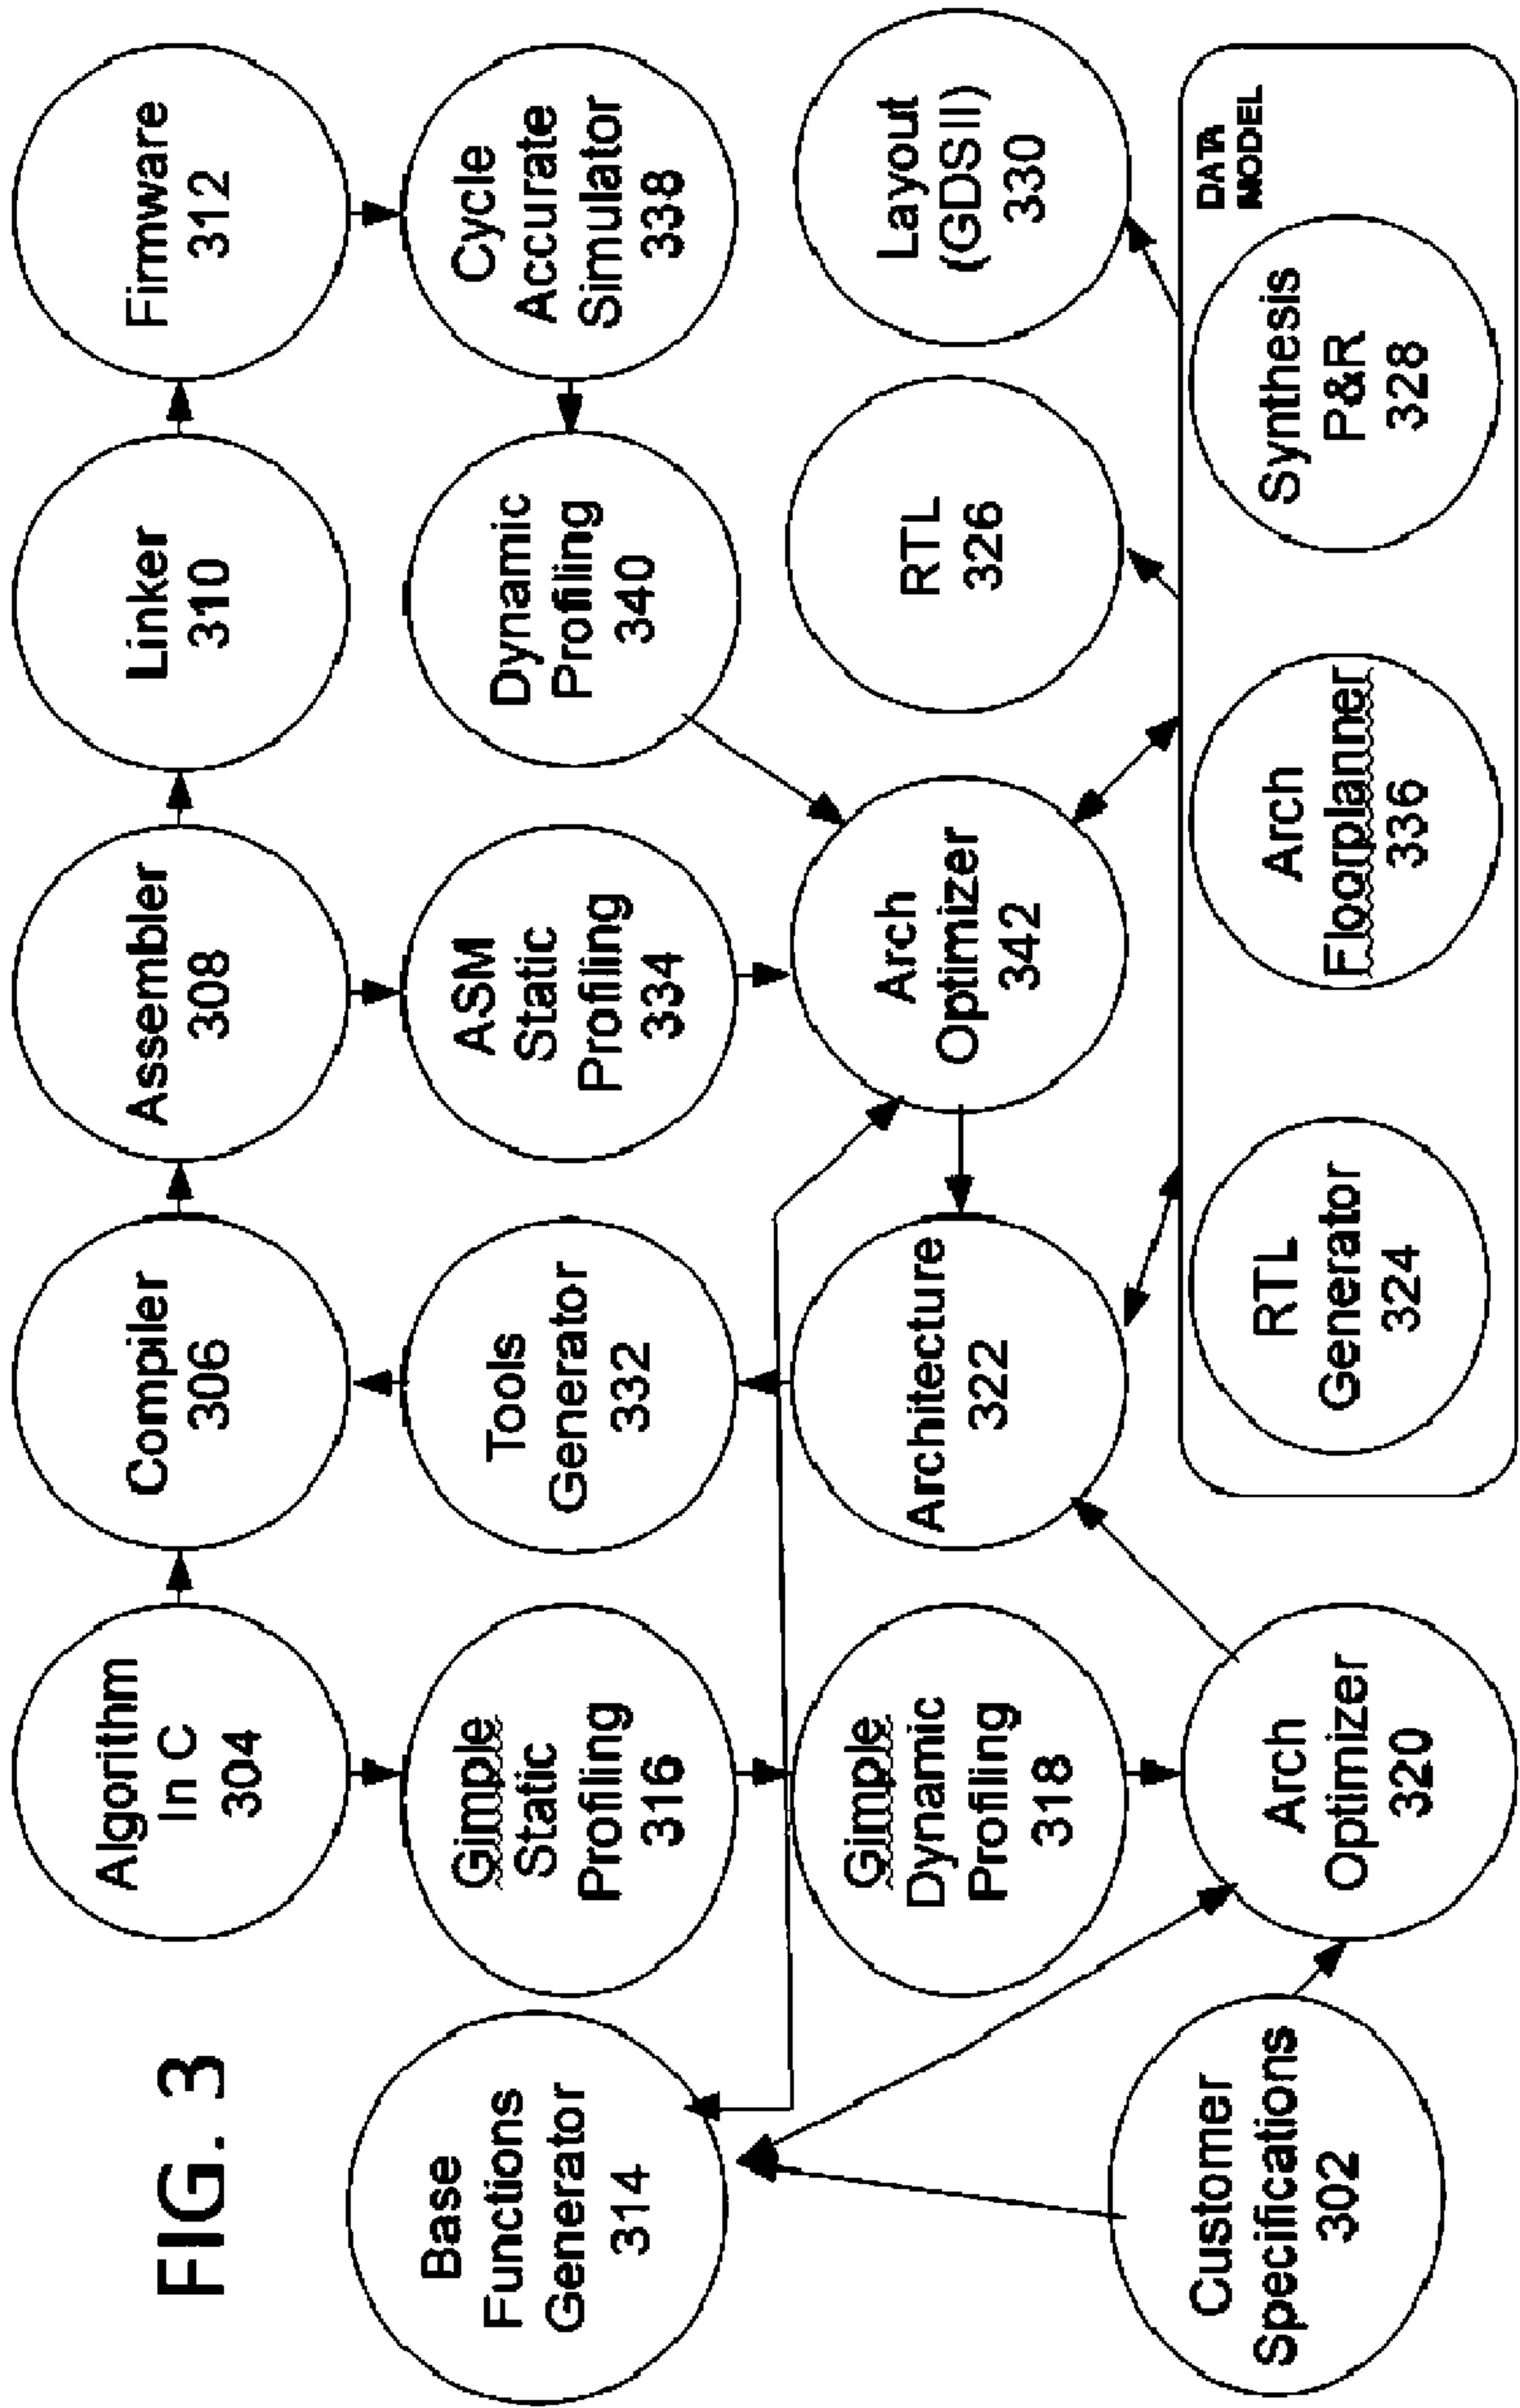 FIG. 3
Algorithm
In C
304
Compiler
306
Assembler
308
Linker
310
Firmware
312
Base
Functions
Generator
314
Gimple
Static
Profiling
316
Tools
Generator
332
ASM
Static
Profiling
334
Dynamic
Profiling
340
Cycle
Accurate
Simulator
338
Gimple
Dynamic
Profiling
318
Architecture
322
Arch
Optimizer
342
RTL
326
Layout
(GDSII)
330
Customer
Specifications
302
Arch
Optimizer
320
RTL
Generator
324
Arch
Floorplanner
336
Synthesis
P&R
328
DATA
MODEL